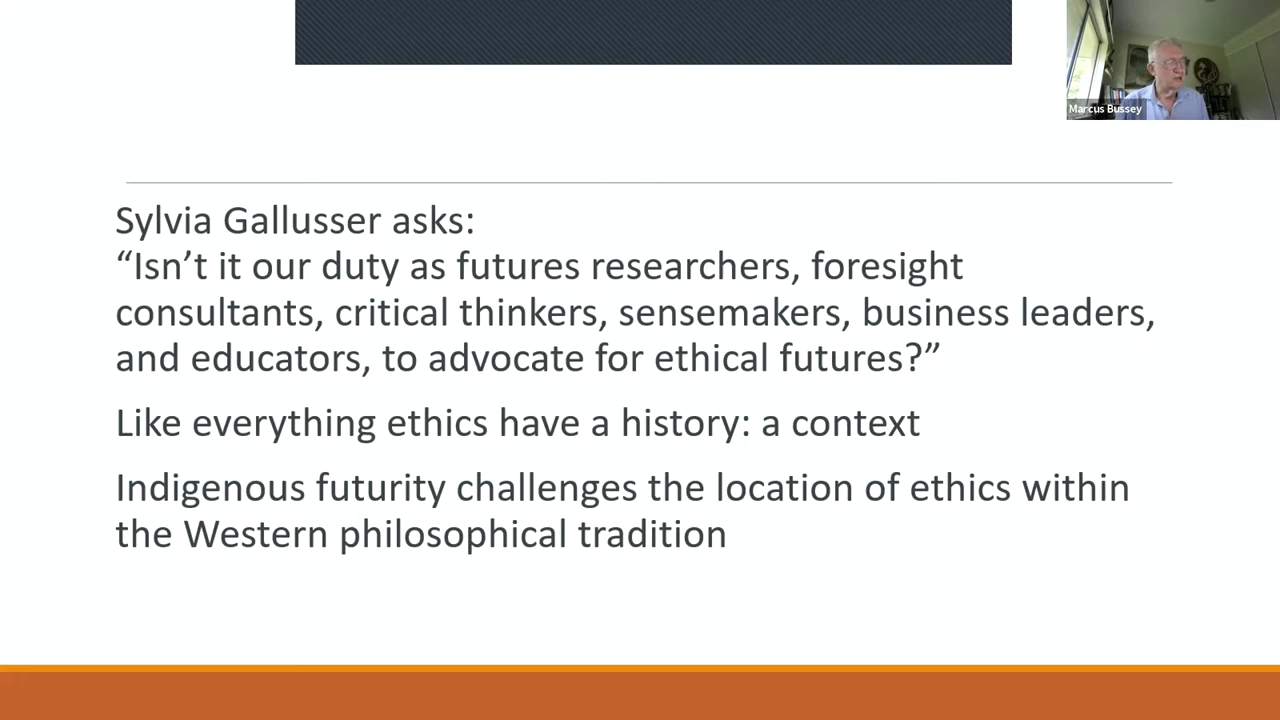 Marcus Bussey
Sylvia Gallusser asks:
“Isn’t it our duty as futures researchers, foresight
consultants, critical thinkers, sensemakers, business leaders,
and educators, to advocate for ethical futures?”
Like everything ethics have a history: a context
Indigenous futurity challenges the location of ethics within
the Western philosophical tradition